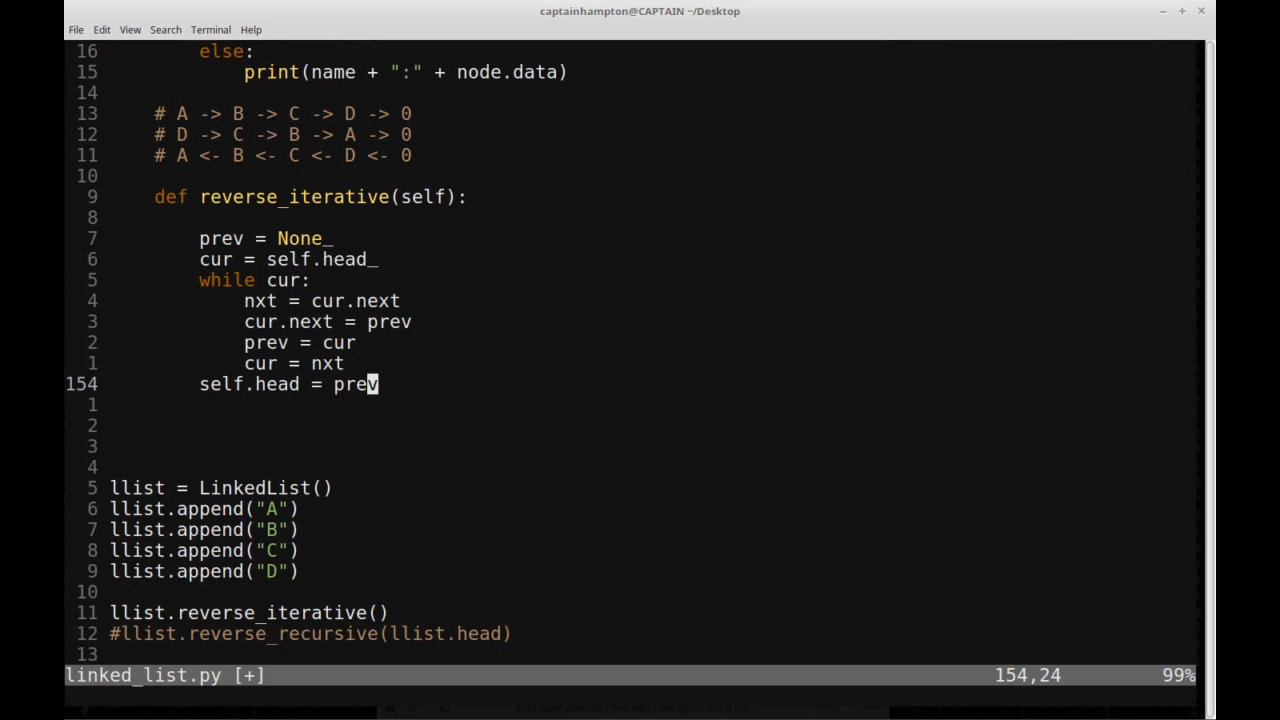 captainhampton@CAPTAIN ~/Desktop
File Edit View Search Terminal Help
16 else:
15 print(name + ":" + node.data)
14
13 # A -> B -> C -> D -> 0
12 # D -> C -> B -> A -> 0
11 # A <- B <- C <- D <- 0
10
9 def reverse_iterative(self):
8
7 prev = None_
6 cur = self.head_
5 while cur:
4 nxt = cur.next
3 cur.next = prev
2 prev = cur
1 cur = nxt
154 self.head = prev
1
2
3
4
5 llist = LinkedList()
6 llist.append("A")
7 llist.append("B")
8 llist.append("C")
9 llist.append("D")
10
11 llist.reverse_iterative()
12 #llist.reverse_recursive(llist.head)
13
linked_list.py [+] 154,24 99%